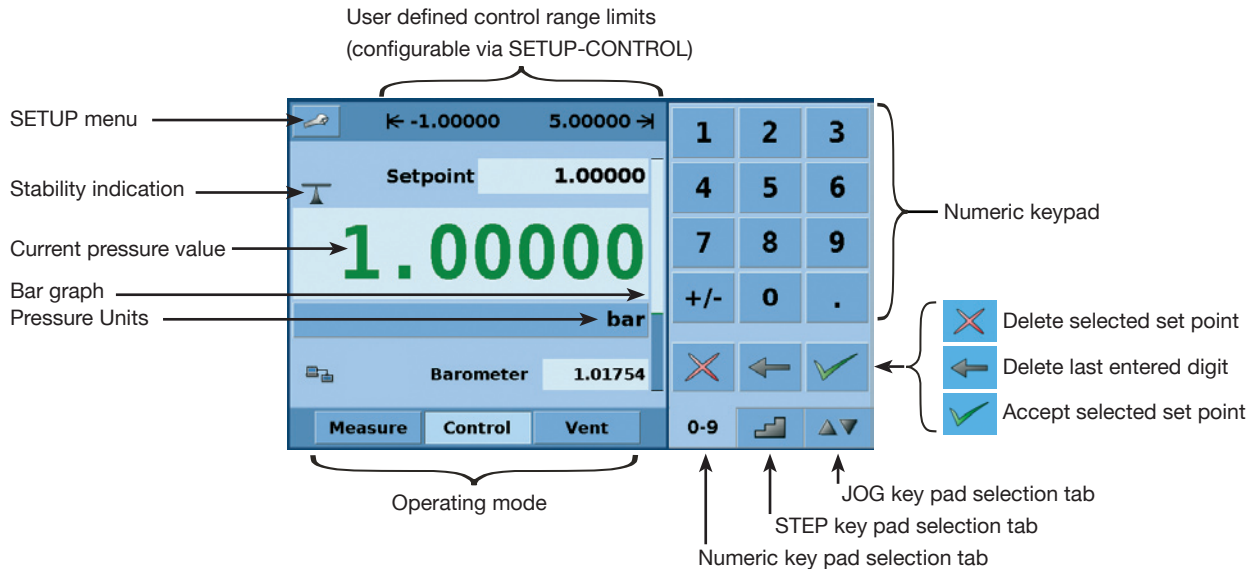 User defined control range limits
(configurable via SETUP-CONTROL)
SETUP menu
-1.00000 5.00000
1 2 3
Stability indication
Setpoint 1.00000
4 5 6
Numeric keypad
Current pressure value
1.00000
7 8 9
Bar graph
Pressure Units
bar
+/- 0 .
Delete selected set point
Delete last entered digit
Accept selected set point
Barometer 1.01754
Measure Control Vent
0-9
Operating mode
JOG key pad selection tab
STEP key pad selection tab
Numeric key pad selection tab